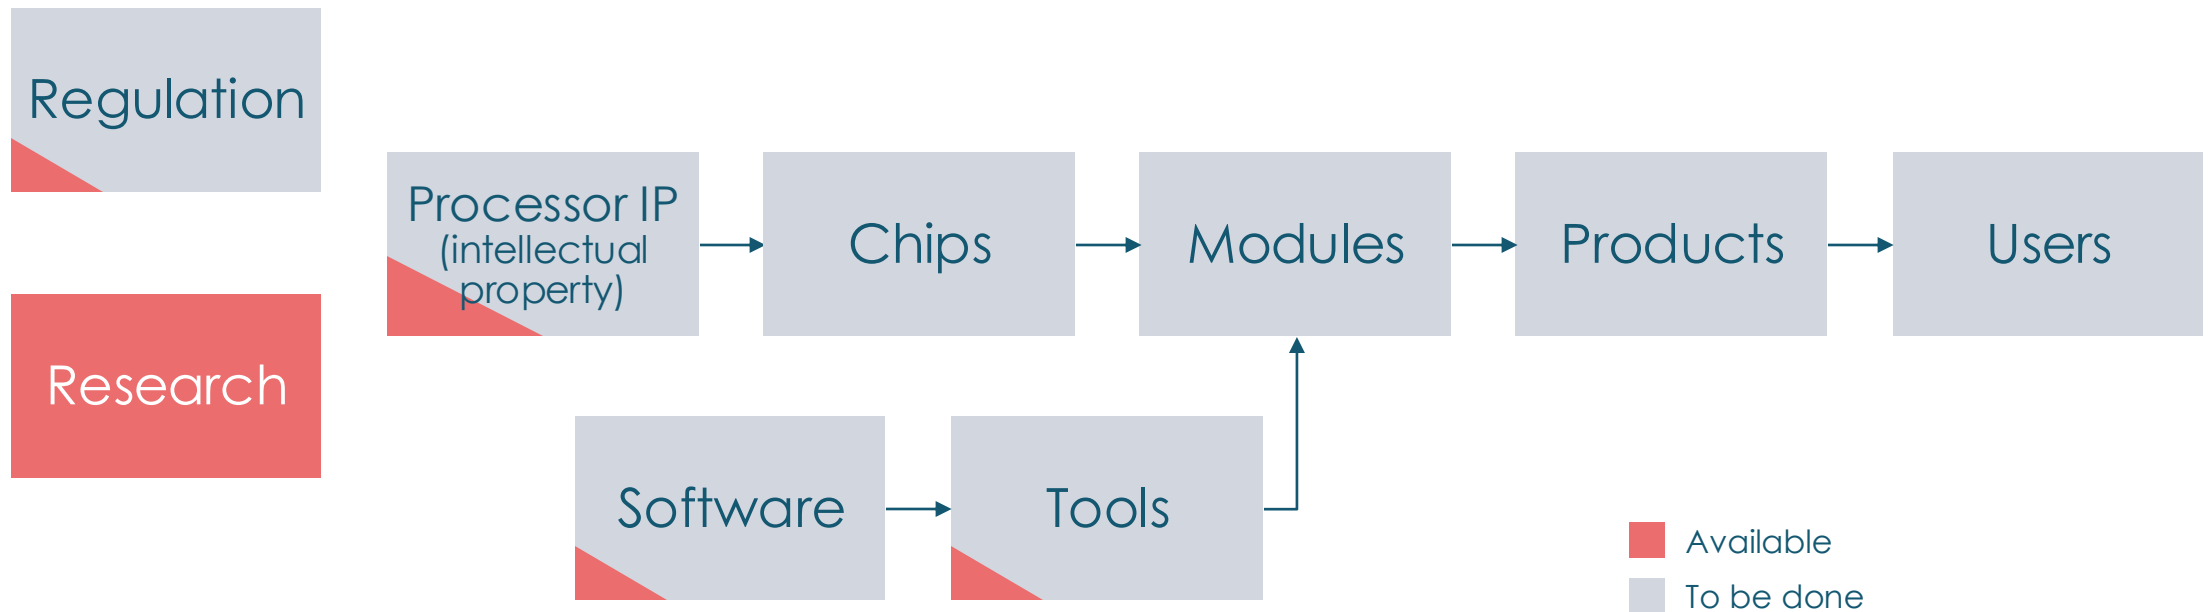 Regulation
Research
Processor IP
(intellectual
property)
Chips
Modules
Products
Users
Software
Tools
Available
To be done